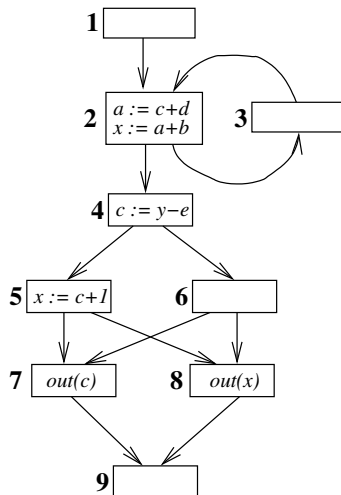 1
2
a := c+d
x := a+b
3
4
c := y−e
5
x := c+1
6
7
out(c)
8
out(x)
9